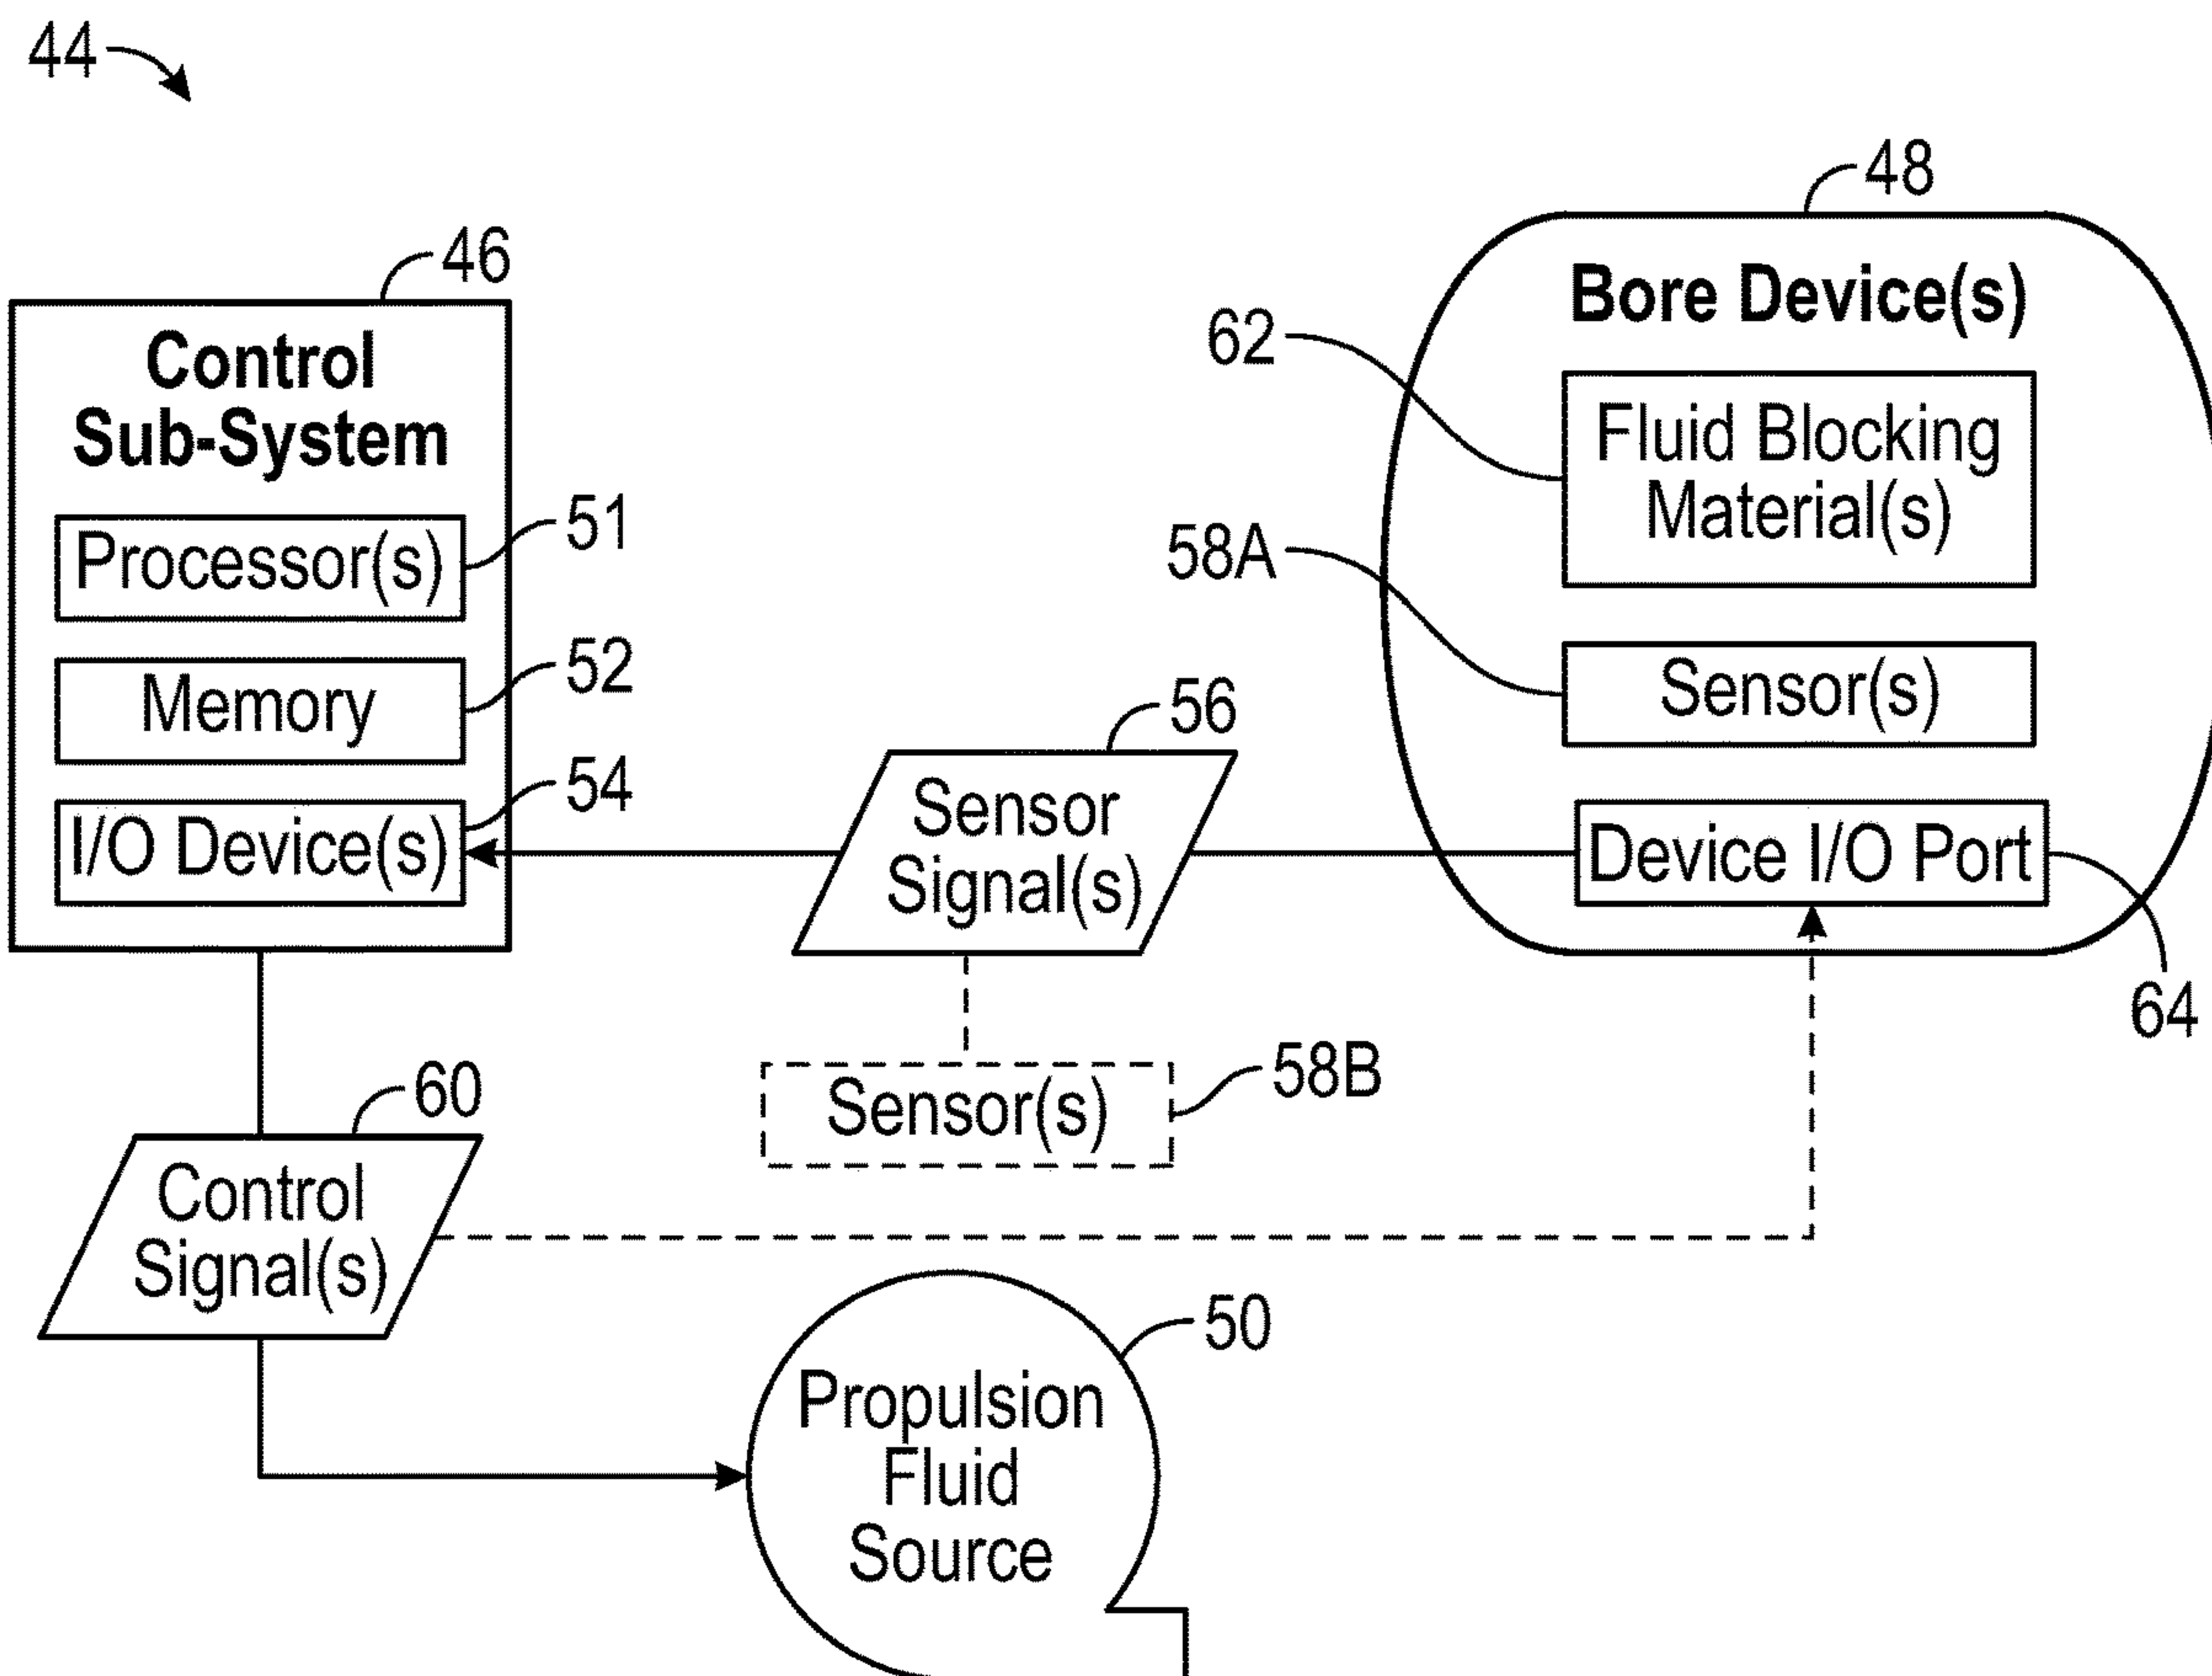 44
46
Control
Sub-System
Processor(s)
51
Memory
52
I/O Device(s)
54
56
Sensor
Signal(s)
Sensor(s)
58B
48
Bore Device(s)
62
Fluid Blocking
Material(s)
58A
Sensor(s)
Device I/O Port
64
60
Control
Signal(s)
50
Propulsion
Fluid
Source